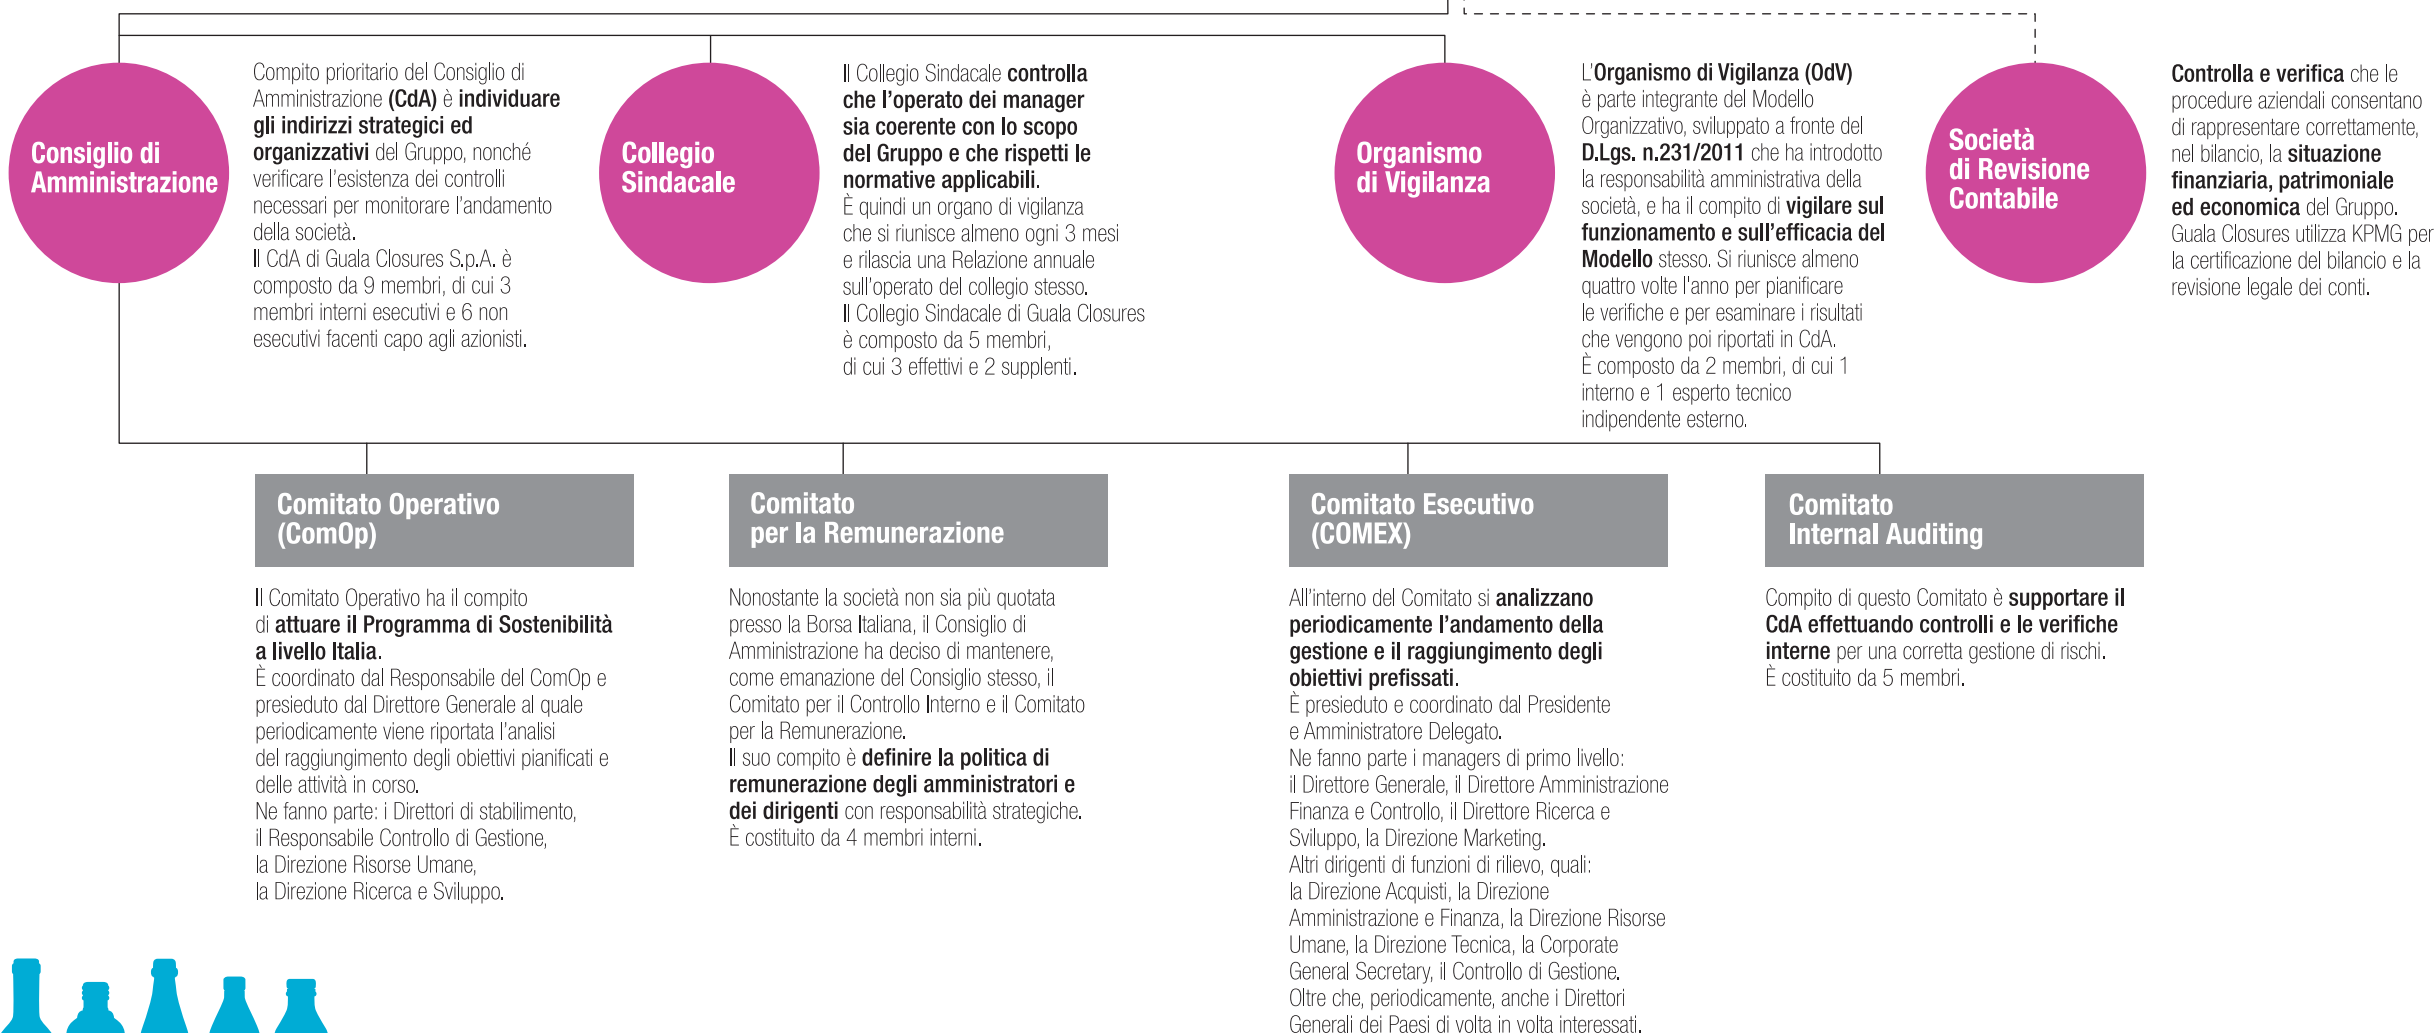 Consiglio di
Amministrazione
Compito prioritario del Consiglio di
Amministrazione (CdA) è individuare
gli indirizzi strategici ed
organizzativi del Gruppo, nonché
verificare l'esistenza dei controlli
necessari per monitorare l'andamento
della società.
Il CdA di Guala Closures S.p.A. è
composto da 9 membri, di cui 3
membri interni esecutivi e 6 non
esecutivi facenti capo agli azionisti.
Collegio
Sindacale
Il Collegio Sindacale controlla
che l'operato dei manager
sia coerente con lo scopo
del Gruppo e che rispetti le
normative applicabili.
È quindi un organo di vigilanza
che si riunisce almeno ogni 3 mesi
e rilascia una Relazione annuale
sull'operato del collegio stesso.
Il Collegio Sindacale di Guala Closures
è composto da 5 membri,
di cui 3 effettivi e 2 supplenti.
Organismo
di Vigilanza
L'Organismo di Vigilanza (OdV)
è parte integrante del Modello
Organizzativo, sviluppato a fronte del
D.Lgs. n.231/2011 che ha introdotto
la responsabilità amministrativa della
società, e ha il compito di vigilare sul
funzionamento e sull'efficacia del
Modello stesso. Si riunisce almeno
quattro volte l'anno per pianificare
le verifiche e per esaminare i risultati
che vengono poi riportati in CdA.
È composto da 2 membri, di cui 1
interno e 1 esperto tecnico
indipendente esterno.
Società
di Revisione
Contabile
Controlla e verifica che le
procedure aziendali consentano
di rappresentare correttamente,
nel bilancio, la situazione
finanziaria, patrimoniale
ed economica del Gruppo.
Guala Closures utilizza KPMG per
la certificazione del bilancio e la
revisione legale dei conti.
Comitato Operativo
(ComOp)
Il Comitato Operativo ha il compito
di attuare il Programma di Sostenibilità
a livello Italia.
È coordinato dal Responsabile del ComOp e
presieduto dal Direttore Generale al quale
periodicamente viene riportata l'analisi
del raggiungimento degli obiettivi pianificati e
delle attività in corso.
Ne fanno parte: i Direttori di stabilimento,
il Responsabile Controllo di Gestione,
la Direzione Risorse Umane,
la Direzione Ricerca e Sviluppo.
Comitato
per la Remunerazione
Nonostante la società non sia più quotata
presso la Borsa Italiana, il Consiglio di
Amministrazione ha deciso di mantenere,
come emanazione del Consiglio stesso, il
Comitato per il Controllo Interno e il Comitato
per la Remunerazione.
Il suo compito è definire la politica di
remunerazione degli amministratori e
dei dirigenti con responsabilità strategiche.
È costituito da 4 membri interni.
Comitato Esecutivo
(COMEX)
All'interno del Comitato si analizzano
periodicamente l'andamento della
gestione e il raggiungimento degli
obiettivi prefissati.
È presieduto e coordinato dal Presidente
e Amministratore Delegato.
Ne fanno parte i managers di primo livello:
il Direttore Generale, il Direttore Amministrazione
Finanza e Controllo, il Direttore Ricerca e
Sviluppo, la Direzione Marketing.
Altri dirigenti di funzioni di rilievo, quali:
la Direzione Acquisti, la Direzione
Amministrazione e Finanza, la Direzione Risorse
Umane, la Direzione Tecnica, la Corporate
General Secretary, il Controllo di Gestione.
Oltre che, periodicamente, anche i Direttori
Generali dei Paesi di volta in volta interessati.
Comitato
Internal Auditing
Compito di questo Comitato è supportare il
CdA effettuando controlli e le verifiche
interne per una corretta gestione di rischi.
È costituito da 5 membri.